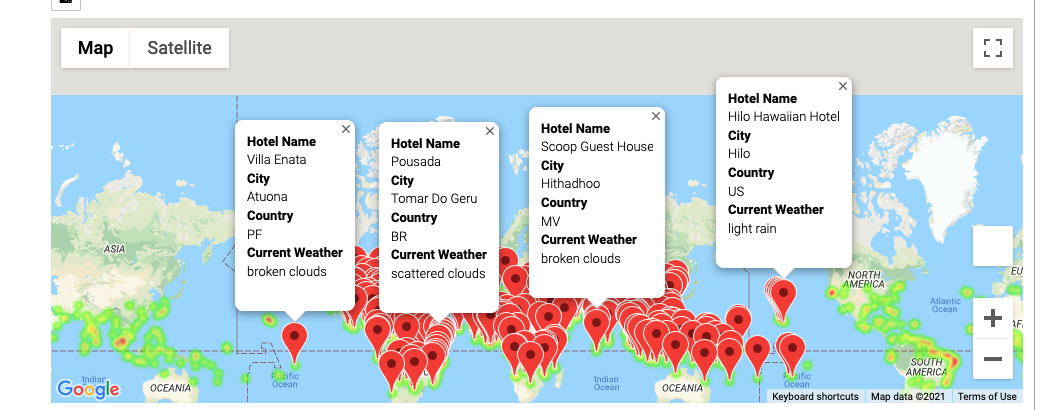 Map Satellite
Hotel Name
Villa Enata
City
Atuona
Country
PF
Current Weather
broken clouds
Hotel Name
Pousada
City
Tomar Do Geru
Country
BR
Current Weather
scattered clouds
Hotel Name
Scoop Guest House
City
Hithadhoo
Country
MV
Current Weather
broken clouds
Hotel Name
Hilo Hawaiian Hotel
City
Hilo
Country
US
Current Weather
light rain
ASIA
NORTH
AMERICA
Atlantic
Ocean
SOUTH
AMERICA
Pacific
Ocean
Indian
OCEANIA
Indian
Ocean
OCEANIA
Pacific
Ocean
Google
Keyboard shortcuts Map data ©2021 Terms of Use